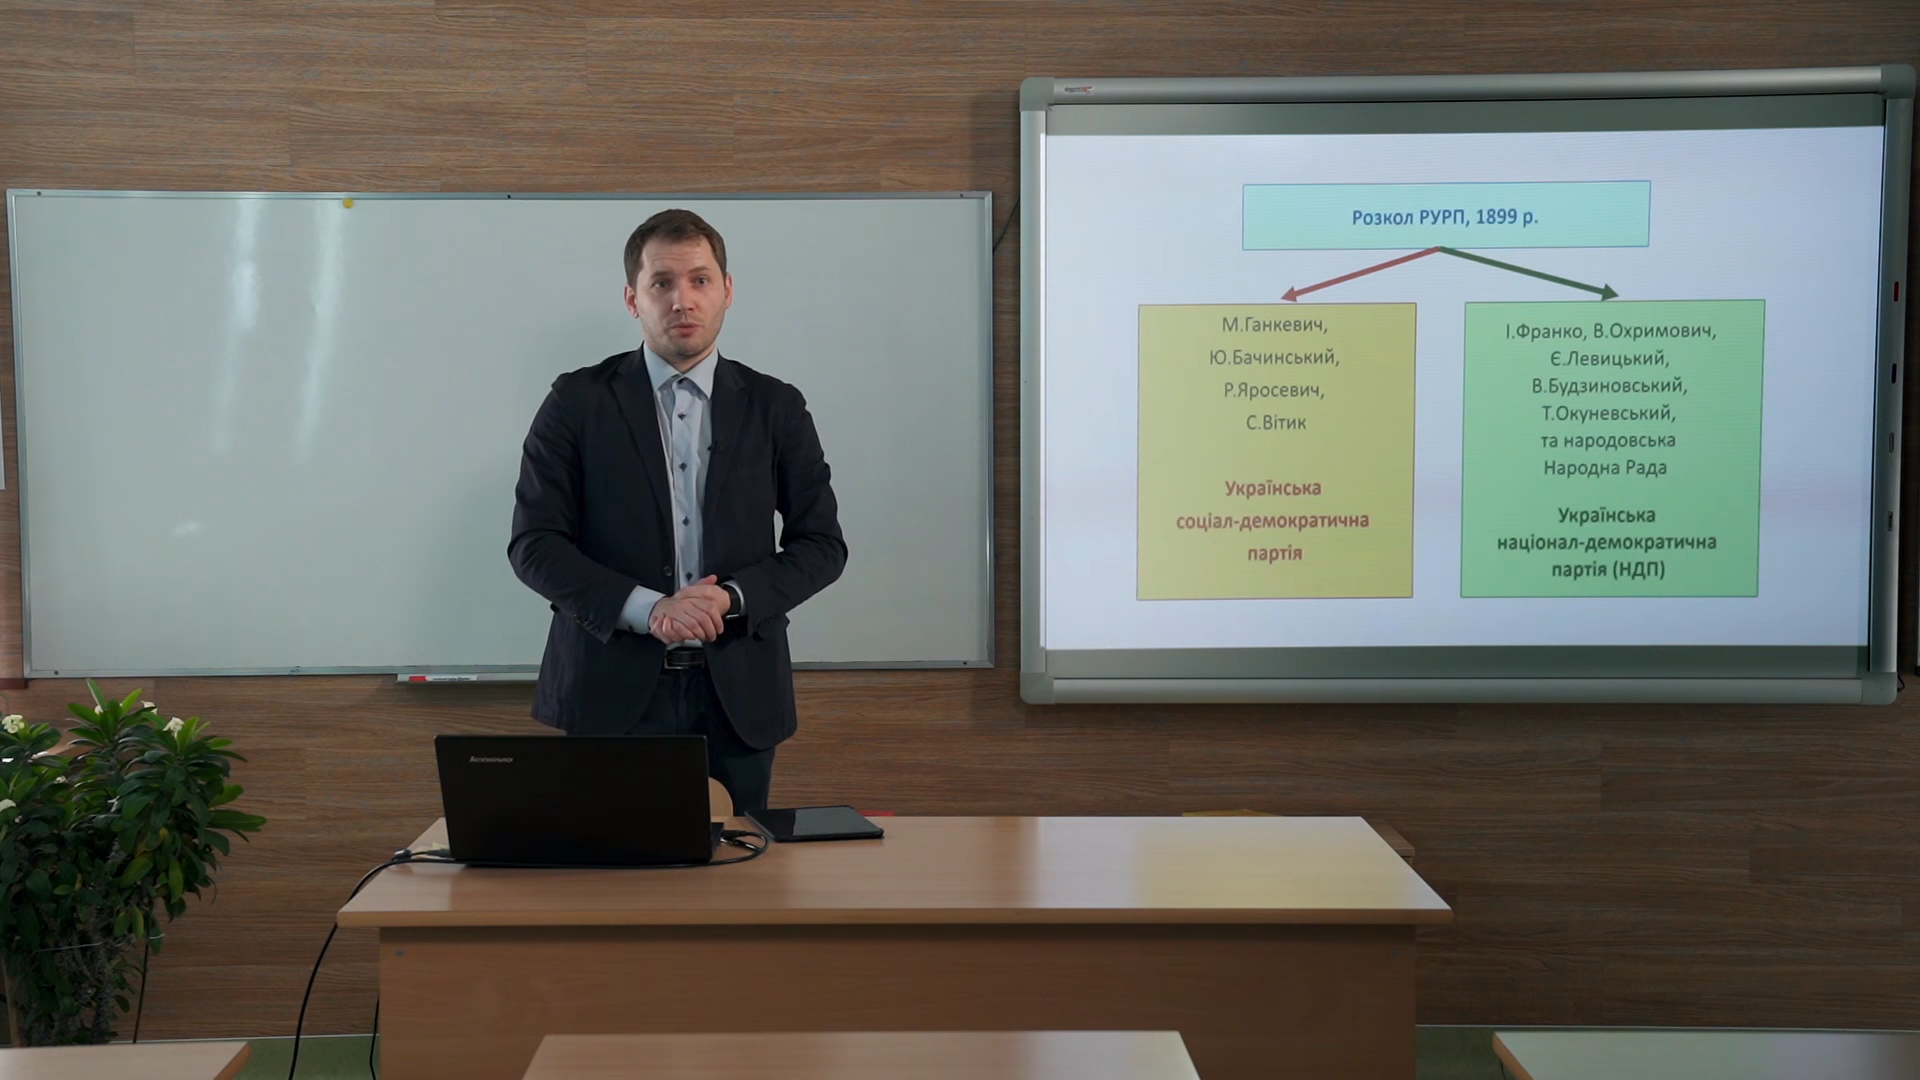 Розкол РУРП, 1899 р.
М.Ганкевич,
Ю.Бачинський,
Р.Яросевич,
С.Вітик
Українська
соціал-демократична
партія
І.Франко, В.Охримович,
Є.Левицький,
В.Будзиновський,
Т.Окуневський,
та народовська
Народна Рада
Українська
націонал-демократична
партія (НДП)
Lenovo